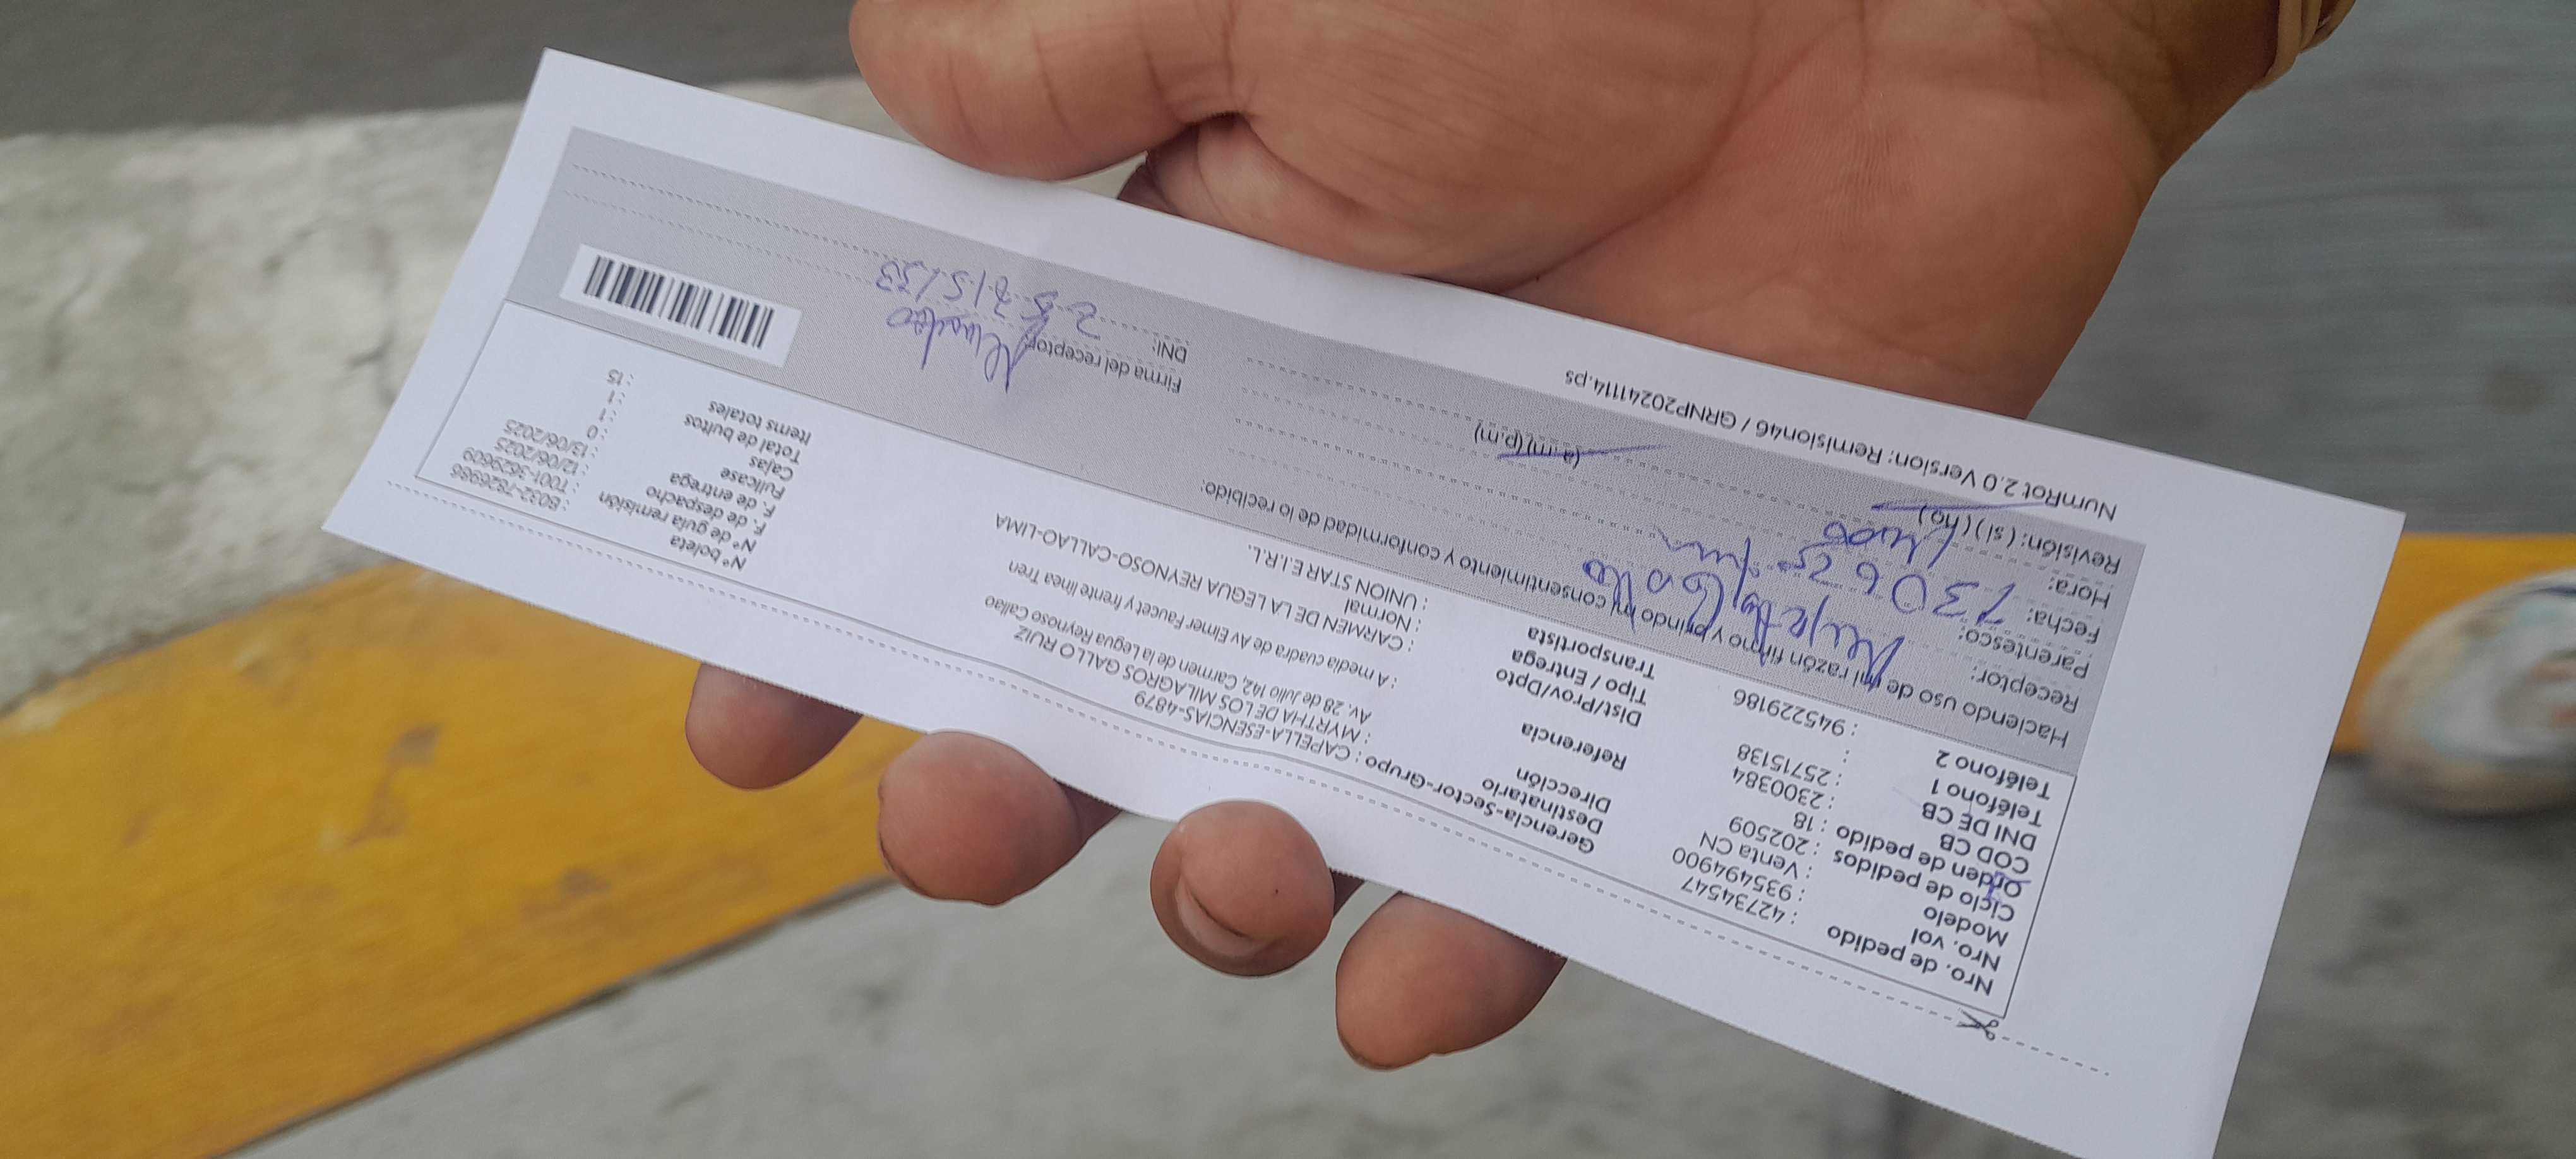 Nro. de pedido : 42734547
Nro. vol : 935494900
Modelo : Venta CN
Ciclo de pedidos : 202509
Orden de pedido : 18
COD CB : 2300384
DNI DE CB : 25715138
Teléfono 1 :
Teléfono 2 : 945229186
Gerencia-Sector-Grupo : CAPELLA-ESENCIAS-4879
Destinatario : MYRTHA DE LOS MILAGROS GALLO RUIZ
Dirección Av. 28 de Julio 142, Carmen de la Legua Reynoso Callao
Referencia : A media cuadra de Av Elmer Faucet y frente línea Tren
Dist/Prov/Dpto : CARMEN DE LA LEGUA REYNOSO-CALLAO-LIMA
Tipo / Entrega : Normal
Transportista : UNION STAR E.I.R.L.
Nº boleta : B032-7826986
Nº de guía remisión : T001-3629609
F. de despacho : 12/06/2025
F. de entrega : 13/06/2025
Fullcase : 0
Cajas : 1
Total de bultos : 1
Items totales : 15
Haciendo uso de mi razón firmo y brindo mi consentimiento y conformidad de lo recibido:
Receptor:
Parentesco:
Fecha:
Hora: (a.m)(p.m)
Revisión: (si) (no)
Firma del receptor
DNI:
NumRot 2.0 Version: Remision46 / GRNP20241114.ps